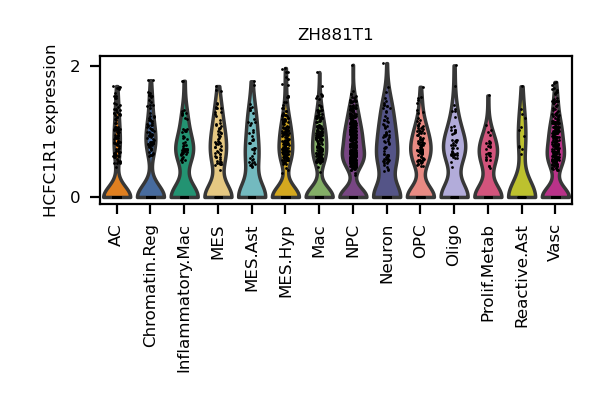 ZH881T1
HCFC1R1 expression
2
0
AC
Chromatin.Reg
Inflammatory.Mac
MES
MES.Ast
MES.Hyp
Mac
NPC
Neuron
OPC
Oligo
Prolif.Metab
Reactive.Ast
Vasc